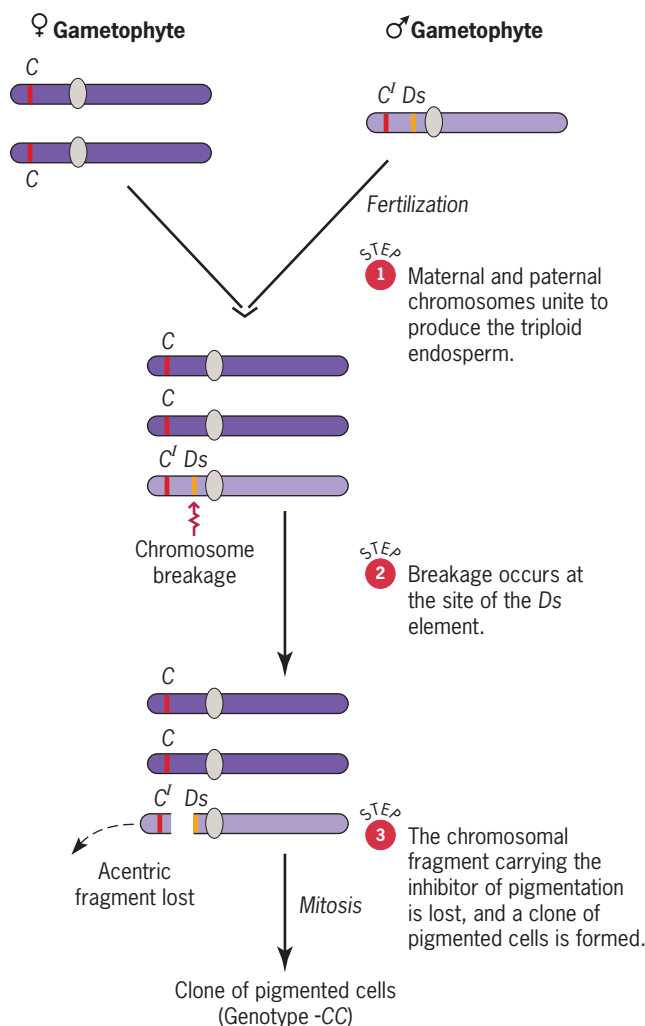 ♀ Gametophyte
♂ Gametophyte
C
C
Cᴵ Ds
Fertilization
STEP
1
Maternal and paternal
chromosomes unite to
produce the triploid
endosperm.
C
C
Cᴵ Ds
Chromosome
breakage
STEP
2
Breakage occurs at
the site of the Ds
element.
C
C
Cᴵ Ds
Acentric
fragment lost
STEP
3
The chromosomal
fragment carrying the
inhibitor of pigmentation
is lost, and a clone of
pigmented cells is formed.
Mitosis
Clone of pigmented cells
(Genotype -CC)